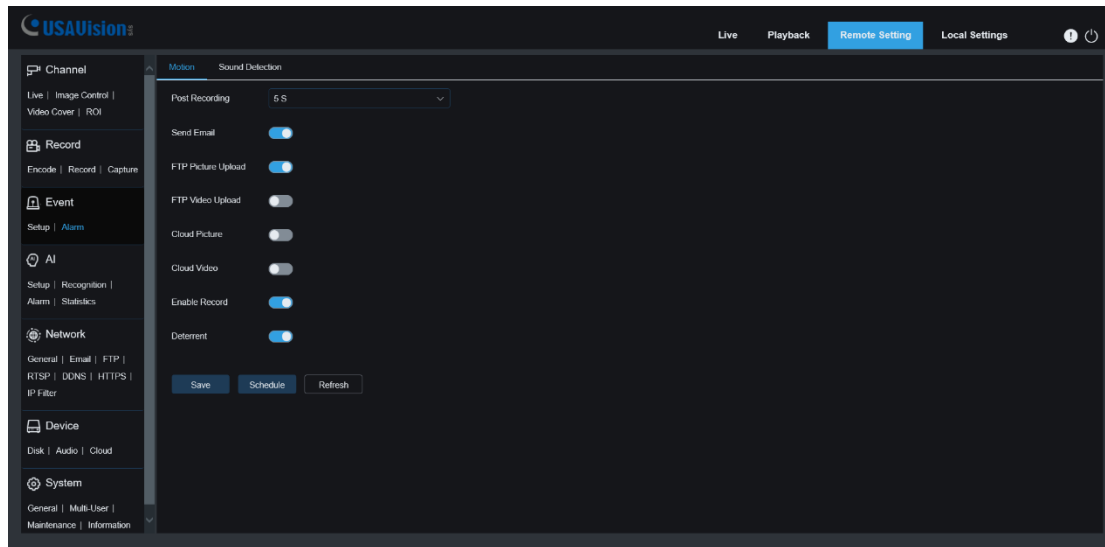 USAVision
Live Playback Remote Setting Local Settings
Channel
Live | Image Control |
Video Cover | ROI
Record
Encode | Record | Capture
Event
Setup | Alarm
AI
Setup | Recognition |
Alarm | Statistics
Network
General | Email | FTP |
RTSP | DDNS | HTTPS |
IP Filter
Device
Disk | Audio | Cloud
System
General | Multi-User |
Maintenance | Information
Motion Sound Detection
Post Recording 5 S
Send Email
FTP Picture Upload
FTP Video Upload
Cloud Picture
Cloud Video
Enable Record
Deterrent
Save Schedule Refresh